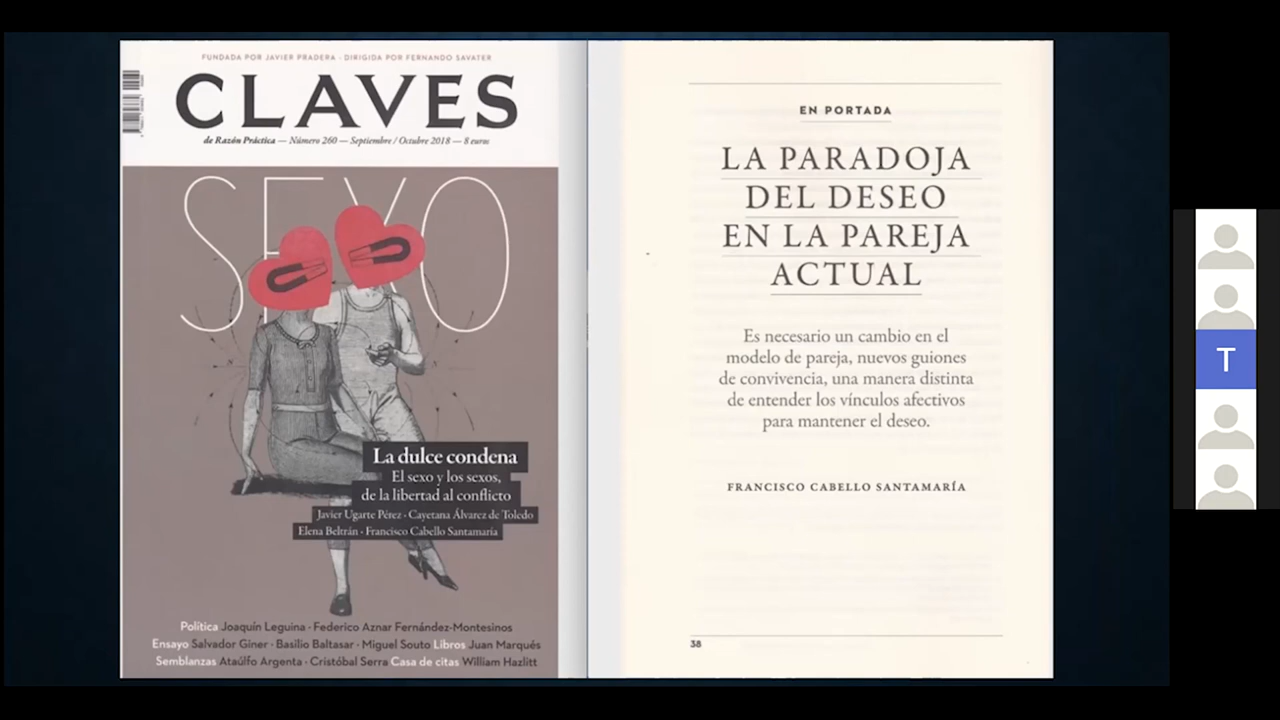 FUNDADA POR JAVIER PRADERA · DIRIGIDA POR FERNANDO SAVATER
CLAVES
de Razón Práctica — Número 260 — Septiembre / Octubre 2018 — 8 euros
SEXO
La dulce condena
El sexo y los sexos,
de la libertad al conflicto
Javier Ugarte Pérez · Cayetana Álvarez de Toledo
Elena Beltrán · Francisco Cabello Santamaría
Política Joaquín Leguina · Federico Aznar Fernández-Montesinos
Ensayo Salvador Giner · Basilio Baltasar · Miguel Souto Libros Juan Marqués
Semblanzas Ataúlfo Argenta · Cristóbal Serra Casa de citas William Hazlitt
EN PORTADA
LA PARADOJA
DEL DESEO
EN LA PAREJA
ACTUAL
Es necesario un cambio en el
modelo de pareja, nuevos guiones
de convivencia, una manera distinta
de entender los vínculos afectivos
para mantener el deseo.
FRANCISCO CABELLO SANTAMARÍA
38
T